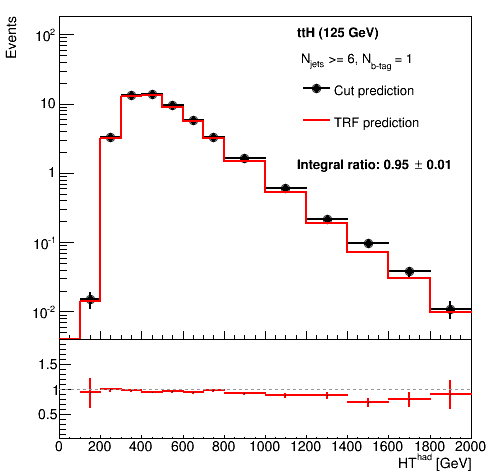 Events
ttH (125 GeV)
N_jets >= 6, N_b-tag = 1
Cut prediction
TRF prediction
Integral ratio: 0.95 ± 0.01
10^2
10
1
10^-1
10^-2
1.5
1
0.5
0 200 400 600 800 1000 1200 1400 1600 1800 2000
HT^had [GeV]